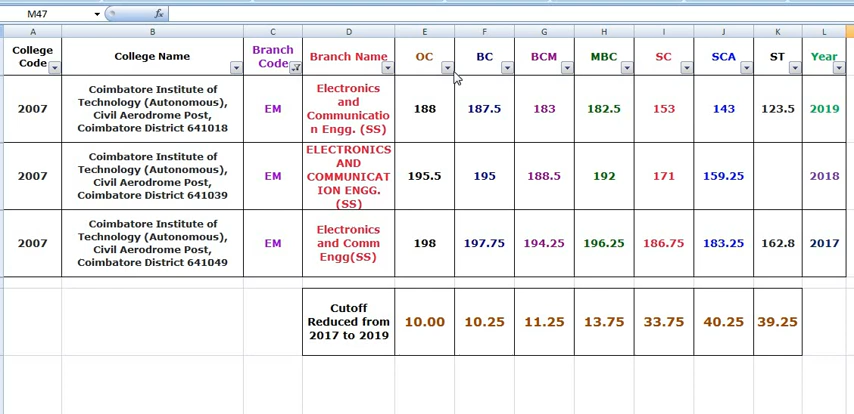 M47
fx
A B C D E F G H I J K L
College
Code
College Name
Branch
Code
Branch Name
OC
BC
BCM
MBC
SC
SCA
ST
Year
2007
Coimbatore Institute of
Technology (Autonomous),
Civil Aerodrome Post,
Coimbatore District 641018
EM
Electronics
and
Communicatio
n Engg. (SS)
188
187.5
183
182.5
153
143
123.5
2019
2007
Coimbatore Institute of
Technology (Autonomous),
Civil Aerodrome Post,
Coimbatore District 641039
EM
ELECTRONICS
AND
COMMUNICAT
ION ENGG.
(SS)
195.5
195
188.5
192
171
159.25
2018
2007
Coimbatore Institute of
Technology (Autonomous),
Civil Aerodrome Post,
Coimbatore District 641049
EM
Electronics
and Comm
Engg(SS)
198
197.75
194.25
196.25
186.75
183.25
162.8
2017
Cutoff
Reduced from
2017 to 2019
10.00
10.25
11.25
13.75
33.75
40.25
39.25